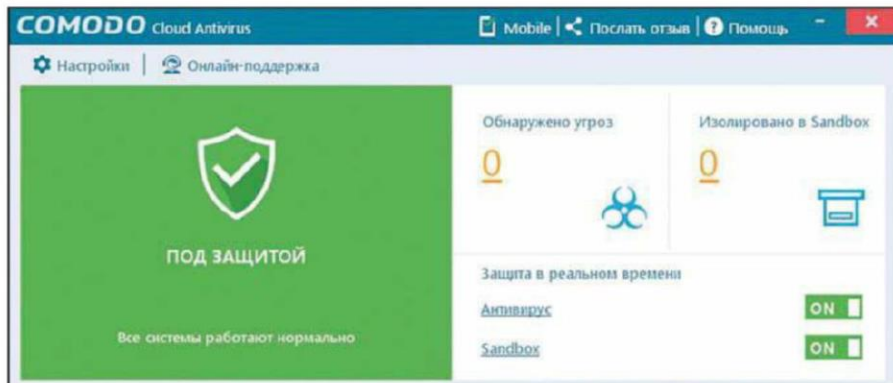 COMODO Cloud Antivirus
Mobile | Послать отзыв | Помощь
Настройки | Онлайн-поддержка
ПОД ЗАЩИТОЙ
Все системы работают нормально
Обнаружено угроз
0
Изолировано в Sandbox
0
Защита в реальном времени
Антивирус ON
Sandbox ON